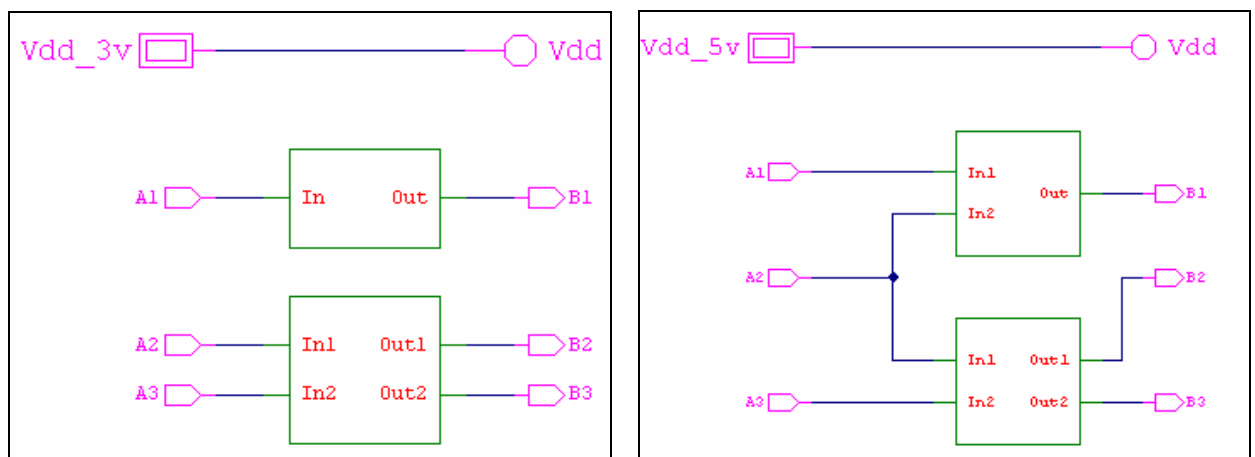 Vdd_3v Vdd
A1 In Out B1
A2 In1 Out1 B2
A3 In2 Out2 B3
Vdd_5v Vdd
A1 In1
Out B1
In2
A2 B2
In1 Out1
A3 In2 Out2 B3